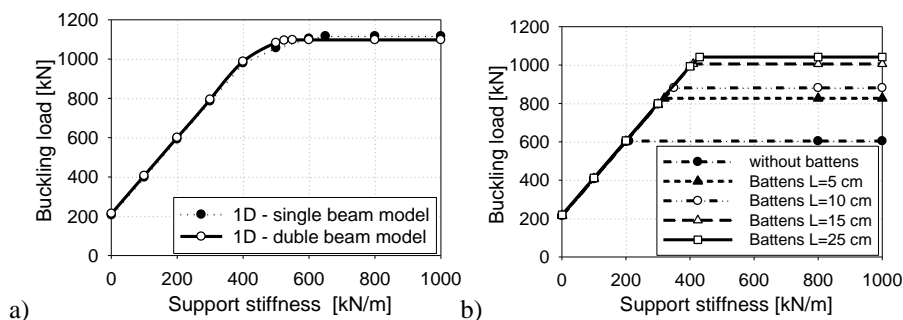 1200
1000
800
600
400
200
0
Buckling load [kN]
1D - single beam model
1D - duble beam model
0 200 400 600 800 1000
Support stiffness [kN/m]
a)
1200
1000
800
600
400
200
0
Buckling load [kN]
without battens
Battens L=5 cm
Battens L=10 cm
Battens L=15 cm
Battens L=25 cm
0 200 400 600 800 1000
Support stiffness [kN/m]
b)